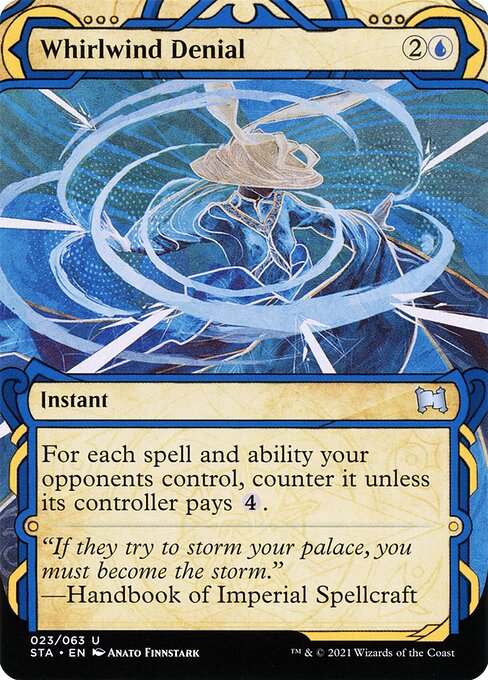 Whirlwind Denial 2
Instant
For each spell and ability your
opponents control, counter it unless
its controller pays 4.
“If they try to storm your palace, you
must become the storm.”
—Handbook of Imperial Spellcraft
023/063 U
STA • EN Anato Finnstark
™ & © 2021 Wizards of the Coast